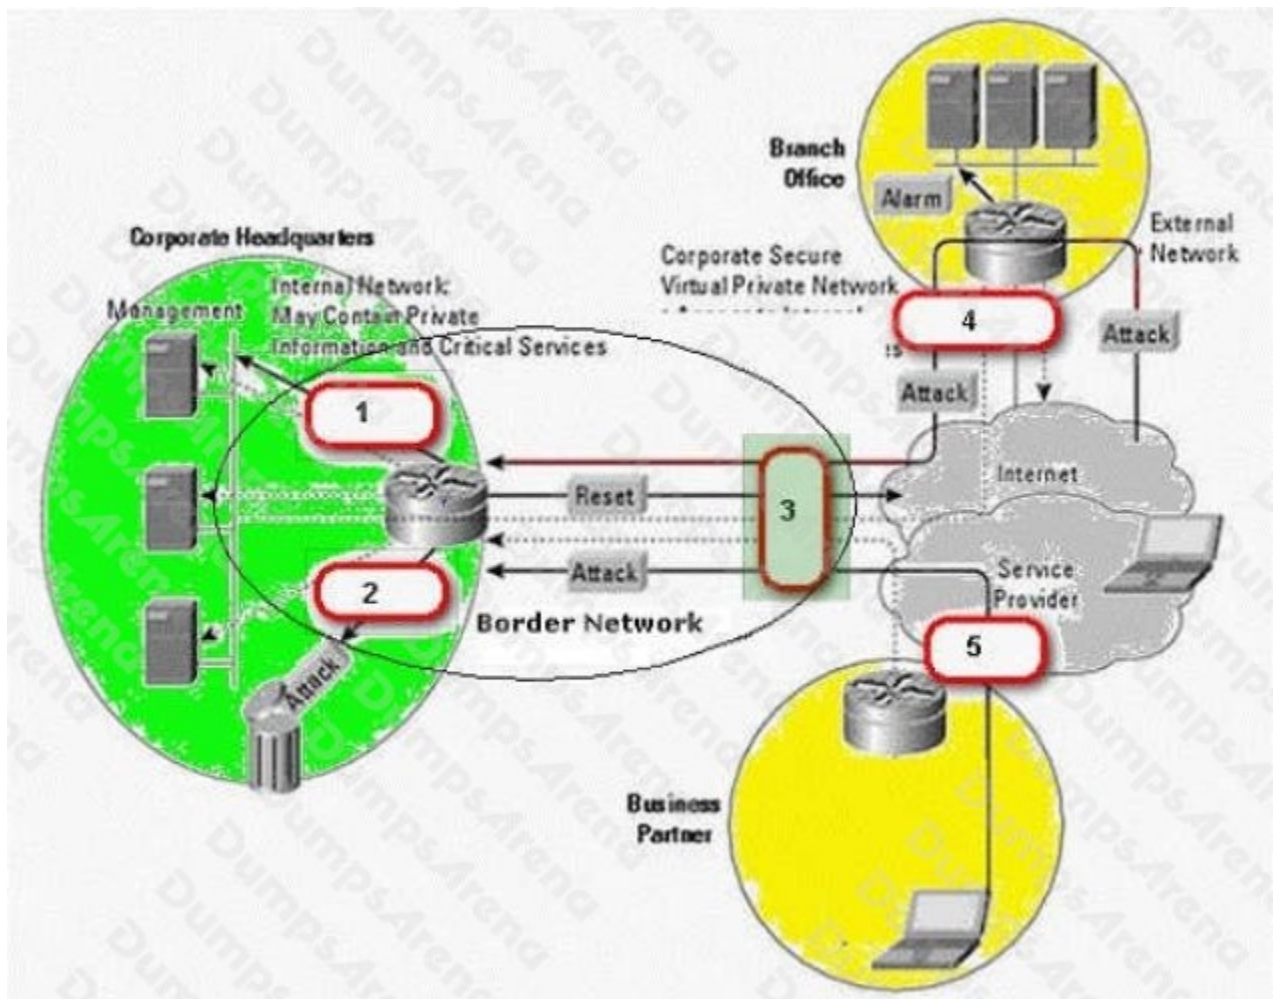 Branch
Office
Alarm
External
Network
Corporate Headquarters
Corporate Secure
Virtual Private Network
Internal Network:
May Contain Private
Information and Critical Services
Management
4
Attack
Attack
1
Internet
Reset
3
Attack
Service
Provider
2
Border Network
5
Attack
Business
Partner
DumpsArena